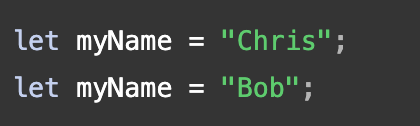 let myName = "Chris";
let myName = "Bob";